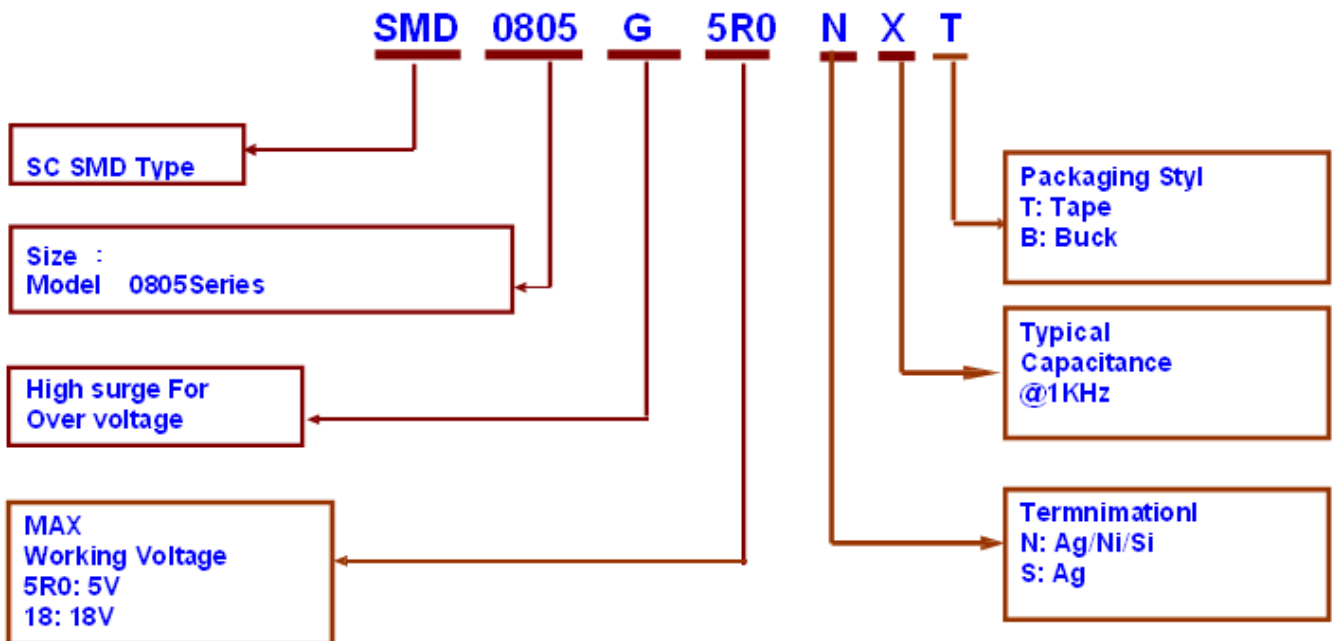 SMD 0805 G 5R0 N X T
SC SMD Type
Size :
Model 0805Series
High surge For
Over voltage
MAX
Working Voltage
5R0: 5V
18: 18V
Packaging Styl
T: Tape
B: Buck
Typical
Capacitance
@1KHz
Termnimationl
N: Ag/Ni/Si
S: Ag